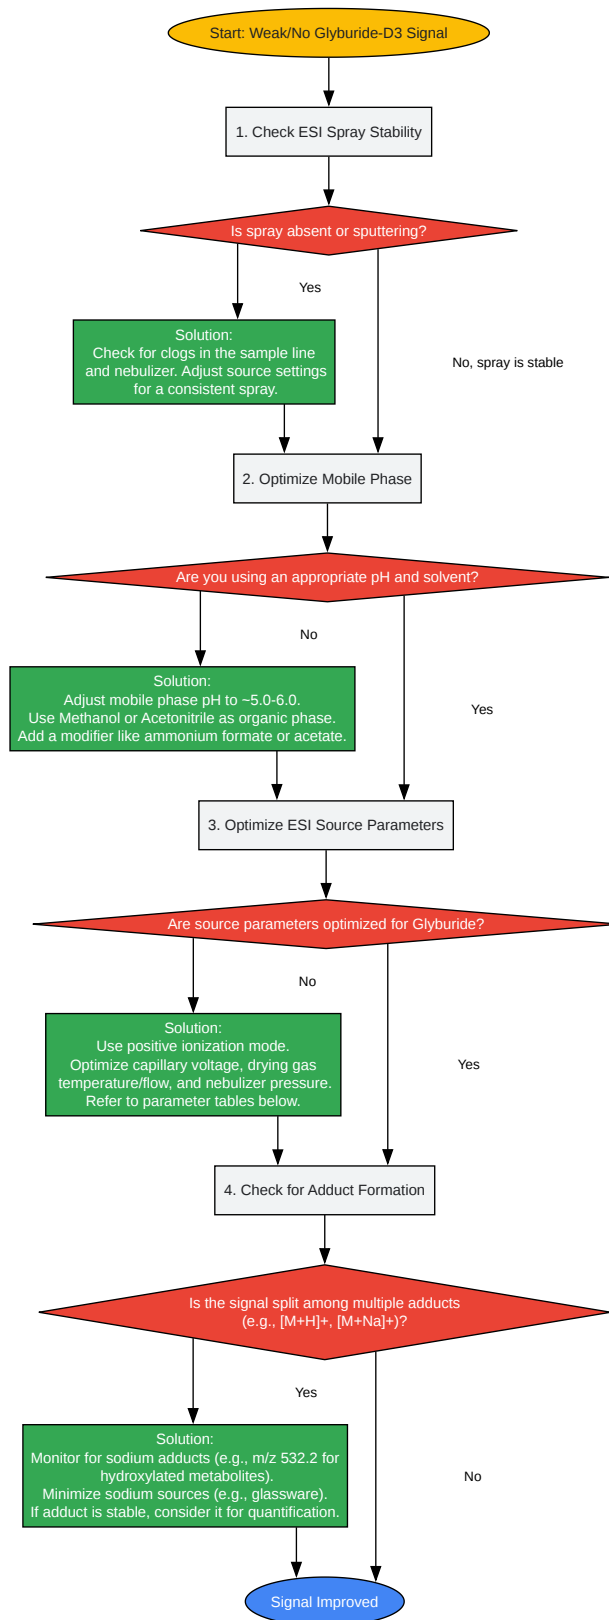 Start: Weak/No Glyburide-D3 Signal
1. Check ESI Spray Stability
Is spray absent or sputtering?
Yes
Solution:
Check for clogs in the sample line
and nebulizer. Adjust source settings
for a consistent spray.
No, spray is stable
2. Optimize Mobile Phase
Are you using an appropriate pH and solvent?
No
Solution:
Adjust mobile phase pH to ~5.0-6.0.
Use Methanol or Acetonitrile as organic phase.
Add a modifier like ammonium formate or acetate.
Yes
3. Optimize ESI Source Parameters
Are source parameters optimized for Glyburide?
No
Solution:
Use positive ionization mode.
Optimize capillary voltage, drying gas
temperature/flow, and nebulizer pressure.
Refer to parameter tables below.
Yes
4. Check for Adduct Formation
Is the signal split among multiple adducts
(e.g., [M+H]+, [M+Na]+)?
Yes
Solution:
Monitor for sodium adducts (e.g., m/z 532.2 for
hydroxylated metabolites).
Minimize sodium sources (e.g., glassware).
If adduct is stable, consider it for quantification.
No
Signal Improved